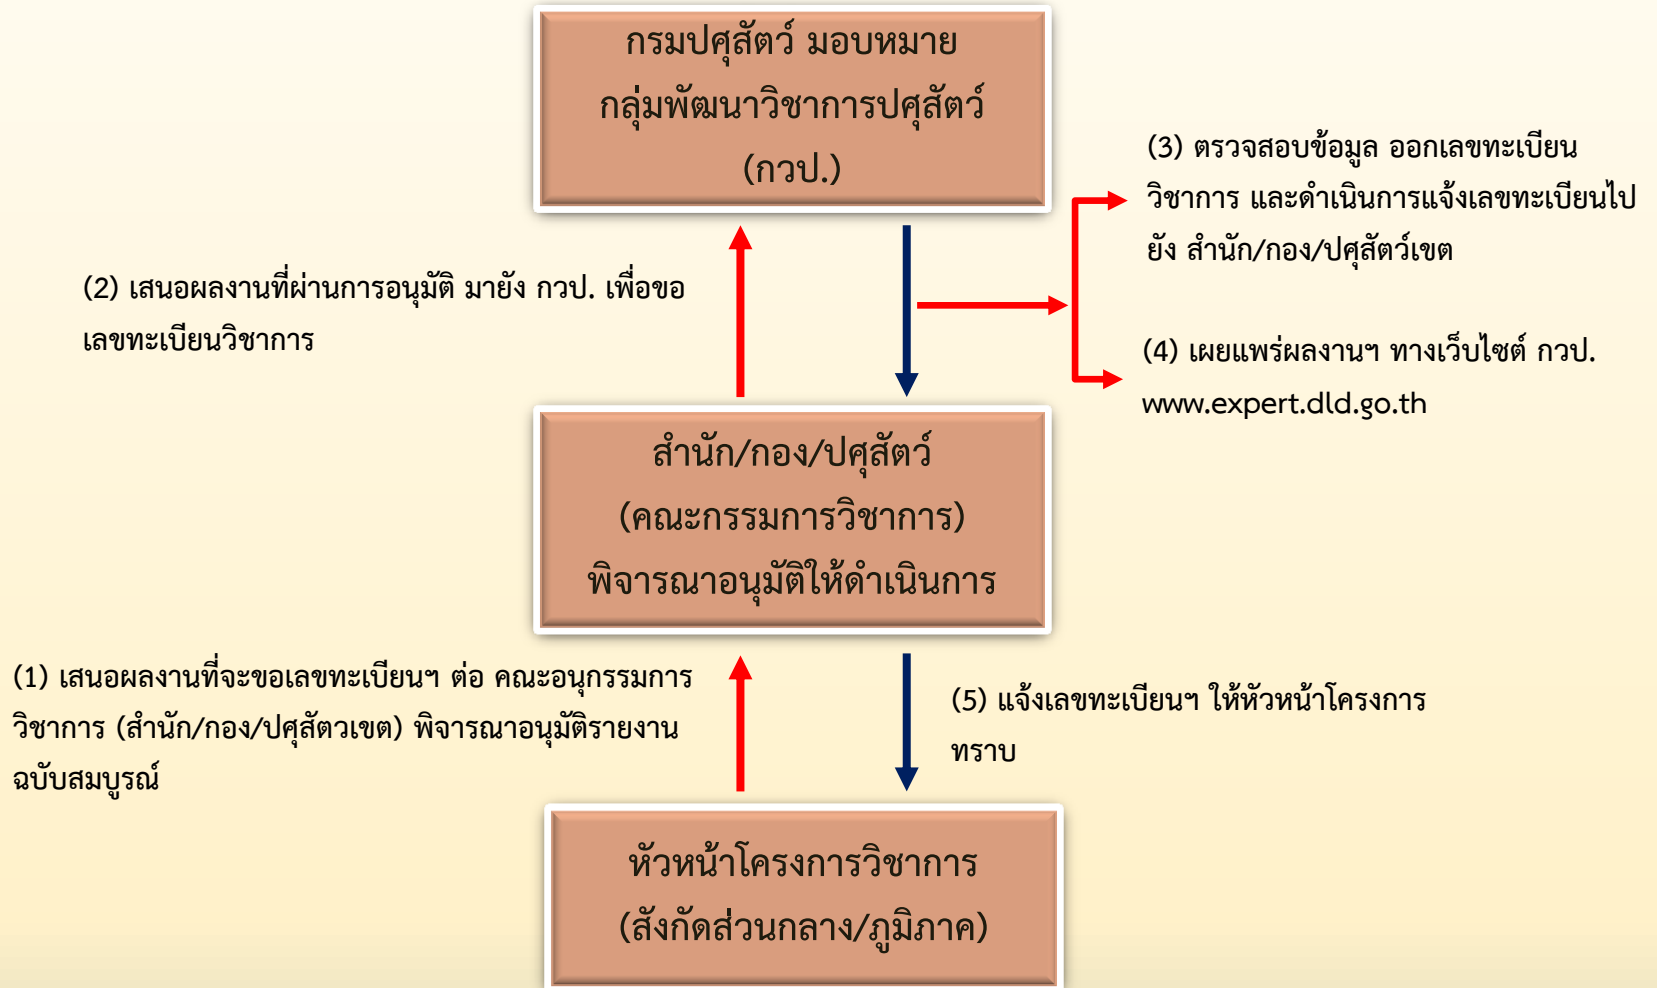 กรมปศุสัตว์ มอบหมาย
กลุ่มพัฒนาวิชาการปศุสัตว์
(กวป.)
(3) ตรวจสอบข้อมูล ออกเลขทะเบียน
วิชาการ และดำเนินการแจ้งเลขทะเบียนไป
ยัง สำนัก/กอง/ปศุสัตว์เขต
(2) เสนอผลงานที่ผ่านการอนุมัติ มายัง กวป. เพื่อขอ
เลขทะเบียนวิชาการ
(4) เผยแพร่ผลงานฯ ทางเว็บไซต์ กวป.
www.expert.dld.go.th
สำนัก/กอง/ปศุสัตว์
(คณะกรรมการวิชาการ)
พิจารณาอนุมัติให้ดำเนินการ
(1) เสนอผลงานที่จะขอเลขทะเบียนฯ ต่อ คณะอนุกรรมการ
วิชาการ (สำนัก/กอง/ปศุสัตวเขต) พิจารณาอนุมัติรายงาน
ฉบับสมบูรณ์
(5) แจ้งเลขทะเบียนฯ ให้หัวหน้าโครงการ
ทราบ
หัวหน้าโครงการวิชาการ
(สังกัดส่วนกลาง/ภูมิภาค)